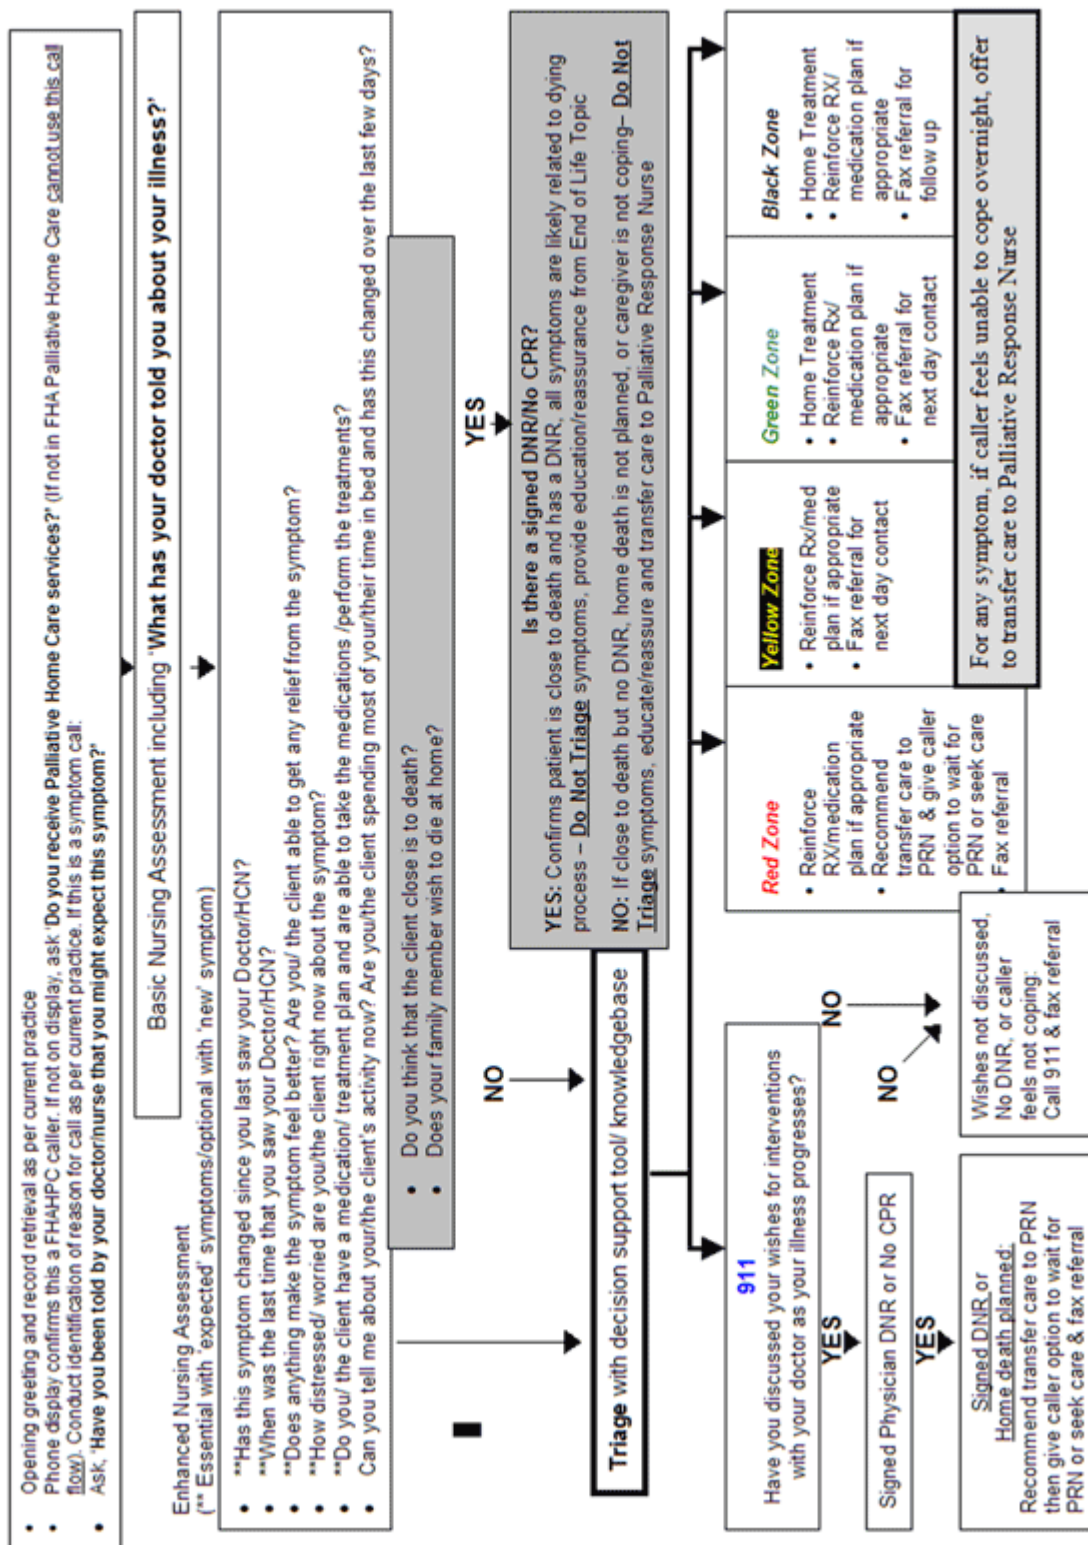 • Opening greeting and record retrieval as per current practice
• Phone display confirms this a FHAHPC caller. If not on display, ask 'Do you receive Palliative Home Care services?" (If not in FHA Palliative Home Care cannot use this call
flow). Conduct identification of reason for call as per current practice. If this is a symptom call:
• Ask, 'Have you been told by your doctor/nurse that you might expect this symptom?"
Basic Nursing Assessment including "What has your doctor told you about your illness?'
Enhanced Nursing Assessment
(** Essential with 'expected' symptoms/optional with 'new' symptom)
• **Has this symptom changed since you last saw your Doctor/HCN?
• **When was the last time that you saw your Doctor/HCN?
• **Does anything make the symptom feel better? Are you/ the client able to get any relief from the symptom?
• **How distressed/ worried are you/the client right now about the symptom?
• **Do you/ the client have a medication/ treatment plan and are able to take the medications /perform the treatments?
• Can you tell me about your/the client's activity now? Are you/the client spending most of your/their time in bed and has this changed over the last few days?
• Do you think that the client close is to death?
• Does your family member wish to die at home?
NO
YES
Triage with decision support tool/ knowledgebase
Is there a signed DNR/No CPR?
YES: Confirms patient is close to death and has a DNR, all symptoms are likely related to dying
process – Do Not Triage symptoms, provide education/reassurance from End of Life Topic
NO: If close to death but no DNR, home death is not planned, or caregiver is not coping– Do Not
Triage symptoms, educate/reassure and transfer care to Palliative Response Nurse
911
Have you discussed your wishes for interventions
with your doctor as your illness progresses?
YES
NO
Signed Physician DNR or No CPR
YES
NO
Signed DNR or
Home death planned:
Recommend transfer care to PRN
then give caller option to wait for
PRN or seek care & fax referral
Wishes not discussed,
No DNR, or caller
feels not coping:
Call 911 & fax referral
Red Zone
• Reinforce
RX/medication
plan if appropriate
• Recommend
transfer care to
PRN & give caller
option to wait for
PRN or seek care
• Fax referral
Yellow Zone
• Reinforce Rx/med
plan if appropriate
• Fax referral for
next day contact
Green Zone
• Home Treatment
• Reinforce Rx/
medication plan if
appropriate
• Fax referral for
next day contact
Black Zone
• Home Treatment
• Reinforce RX/
medication plan if
appropriate
• Fax referral for
follow up
For any symptom, if caller feels unable to cope overnight, offer
to transfer care to Palliative Response Nurse